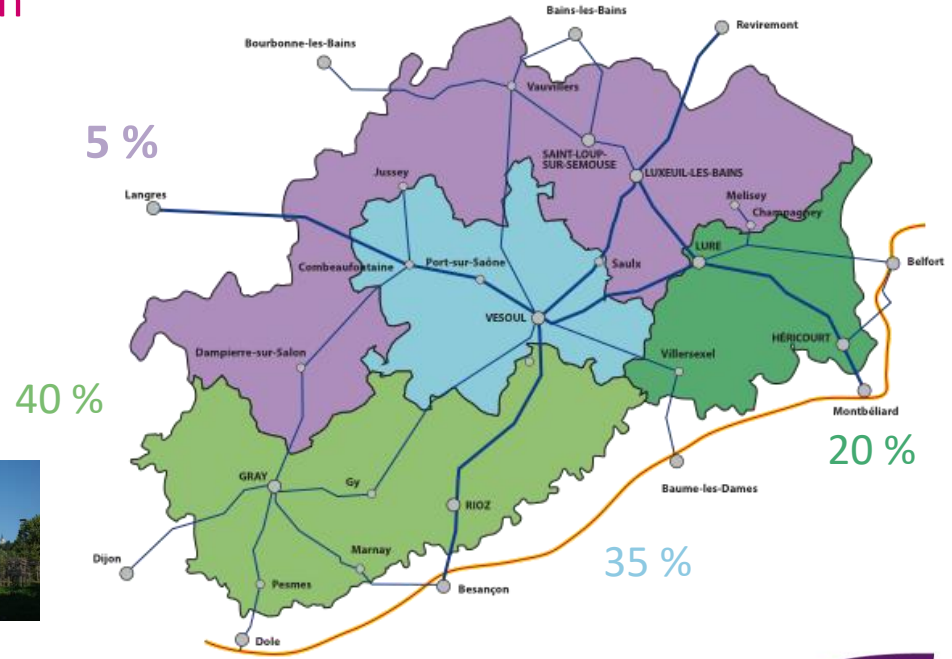 Bains-les-Bains
Reviremont
Bourbonne-les-Bains
Vauvillers
5 %
SAINT-LOUP-
SUR-SEMOUSE
Jussey
LUXEUIL-LES-BAINS
Langres
Melisey
Champagney
LURE
Combeaufontaine
Port-sur-Saône
Saulx
Belfort
VESOUL
HÉRICOURT
Dampierre-sur-Salon
Villersexel
40 %
Montbéliard
20 %
GRAY
Gy
Baume-les-Dames
RIOZ
Marnay
Dijon
35 %
Pesmes
Besançon
Dole